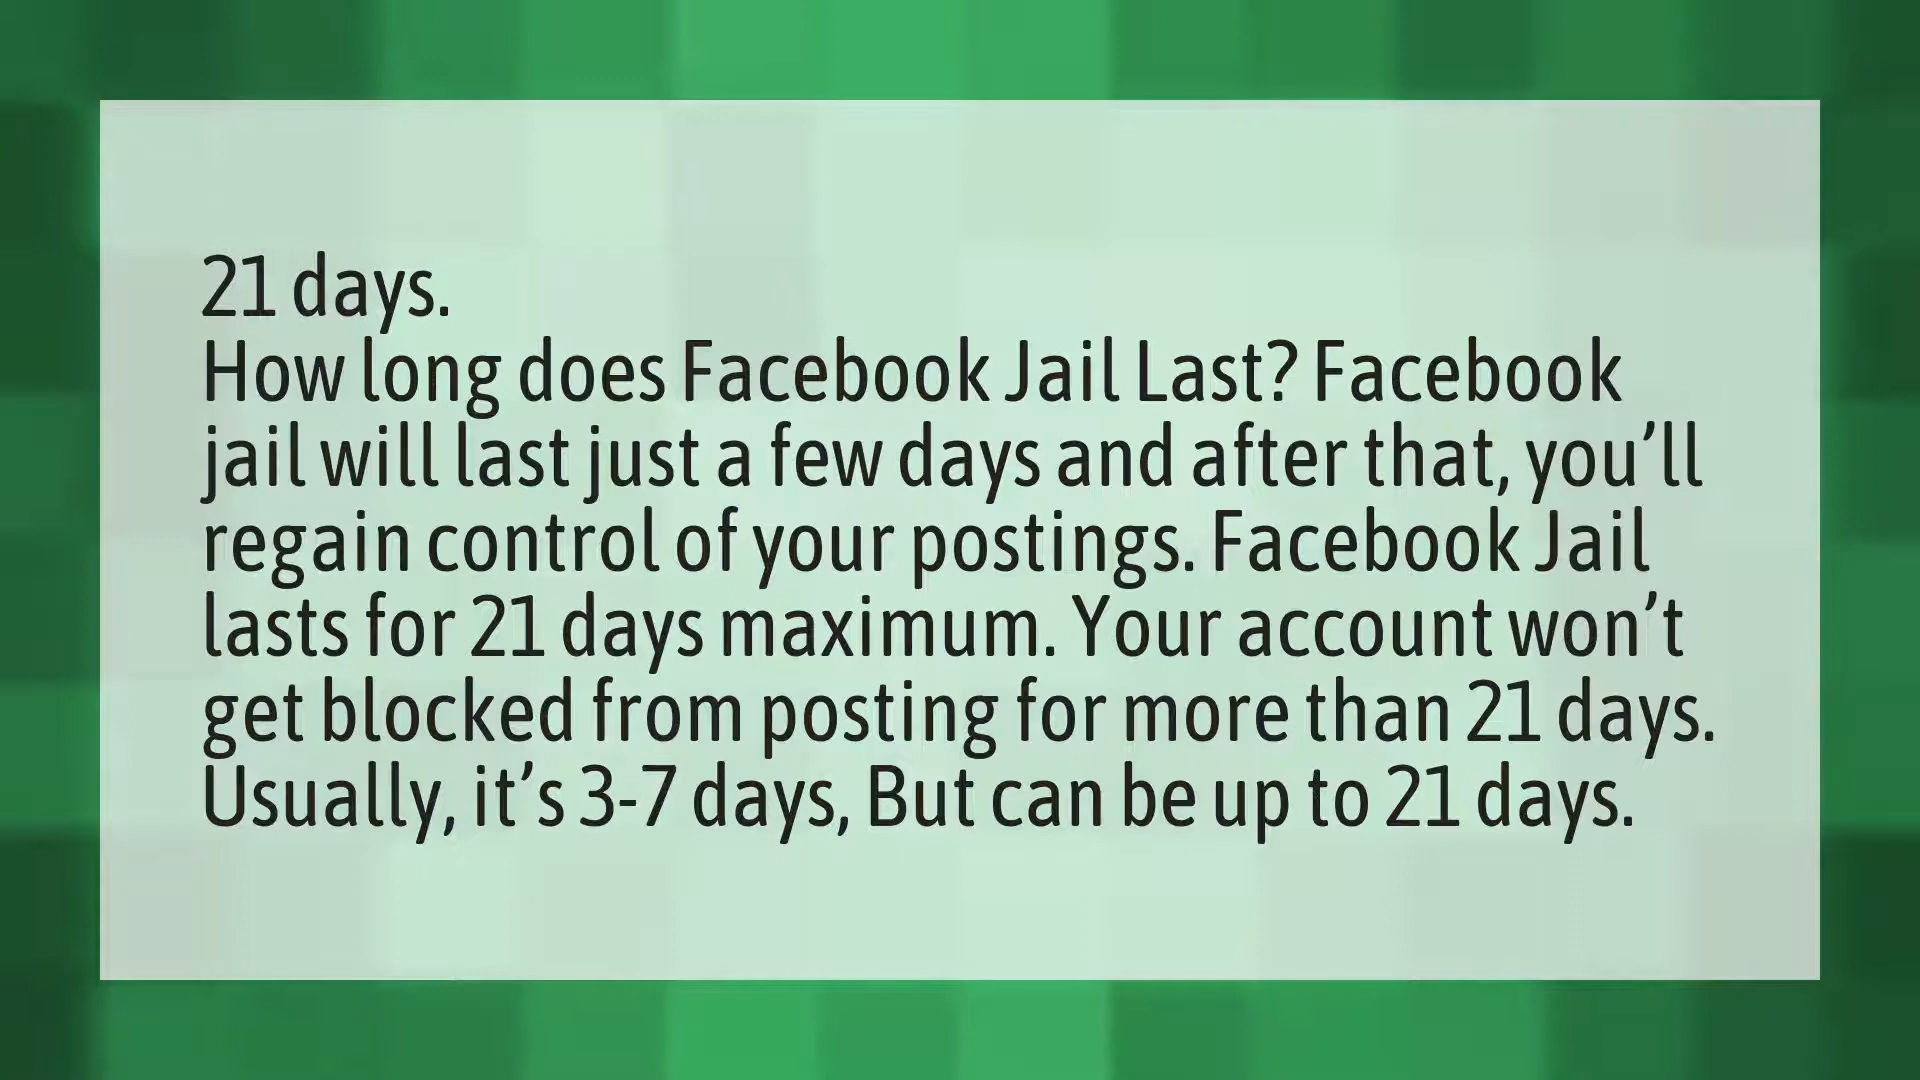 21 days.
How long does Facebook Jail Last? Facebook
jail will last just a few days and after that, you’ll
regain control of your postings. Facebook Jail
lasts for 21 days maximum. Your account won’t
get blocked from posting for more than 21 days.
Usually, it’s 3-7 days, But can be up to 21 days.